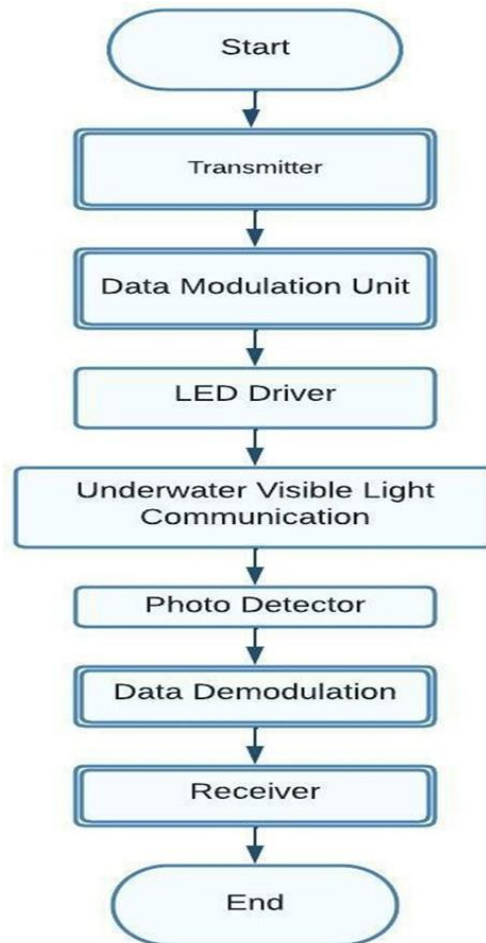 Start
Transmitter
Data Modulation Unit
LED Driver
Underwater Visible Light
Communication
Photo Detector
Data Demodulation
Receiver
End